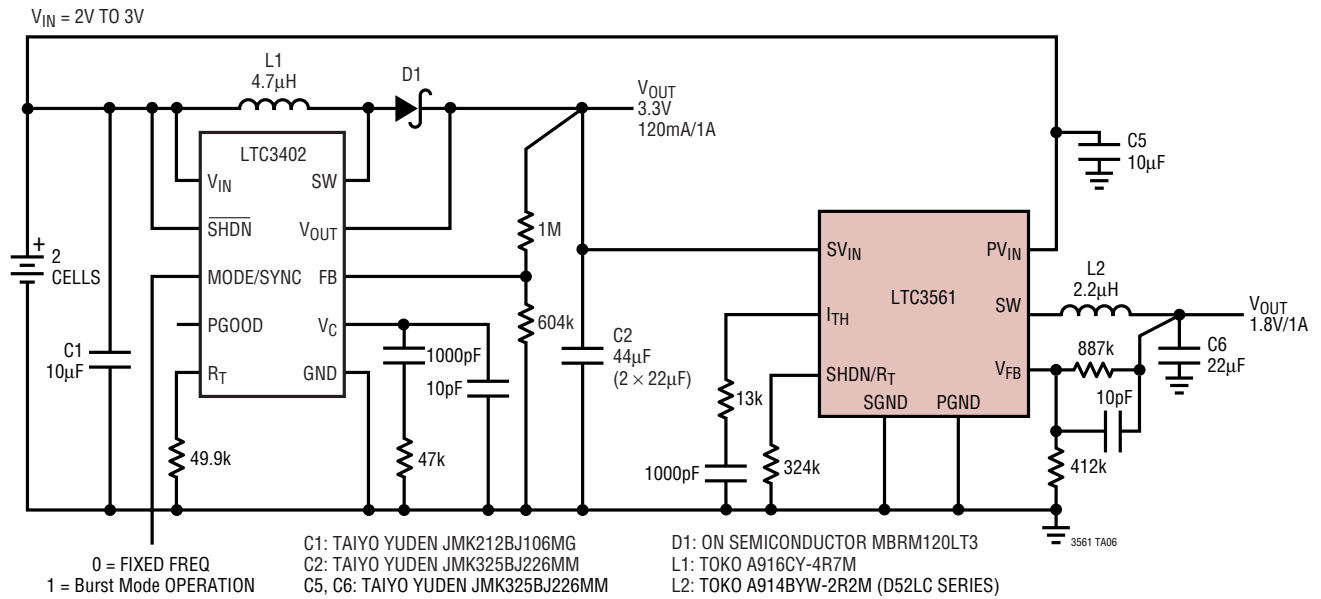 VIN = 2V TO 3V
L1
4.7µH
D1
VOUT
3.3V
120mA/1A
LTC3402
VIN
SW
SHDN
VOUT
MODE/SYNC
FB
PGOOD
VC
RT
GND
+
2
CELLS
C1
10µF
49.9k
1000pF
10pF
47k
1M
604k
C2
44µF
(2 × 22µF)
C5
10µF
LTC3561
SVIN
PVIN
ITH
SW
SHDN/RT
VFB
SGND
PGND
13k
1000pF
324k
L2
2.2µH
VOUT
1.8V/1A
887k
10pF
412k
C6
22µF
3561 TA06
0 = FIXED FREQ
1 = Burst Mode OPERATION
C1: TAIYO YUDEN JMK212BJ106MG
C2: TAIYO YUDEN JMK325BJ226MM
C5, C6: TAIYO YUDEN JMK325BJ226MM
D1: ON SEMICONDUCTOR MBRM120LT3
L1: TOKO A916CY-4R7M
L2: TOKO A914BYW-2R2M (D52LC SERIES)